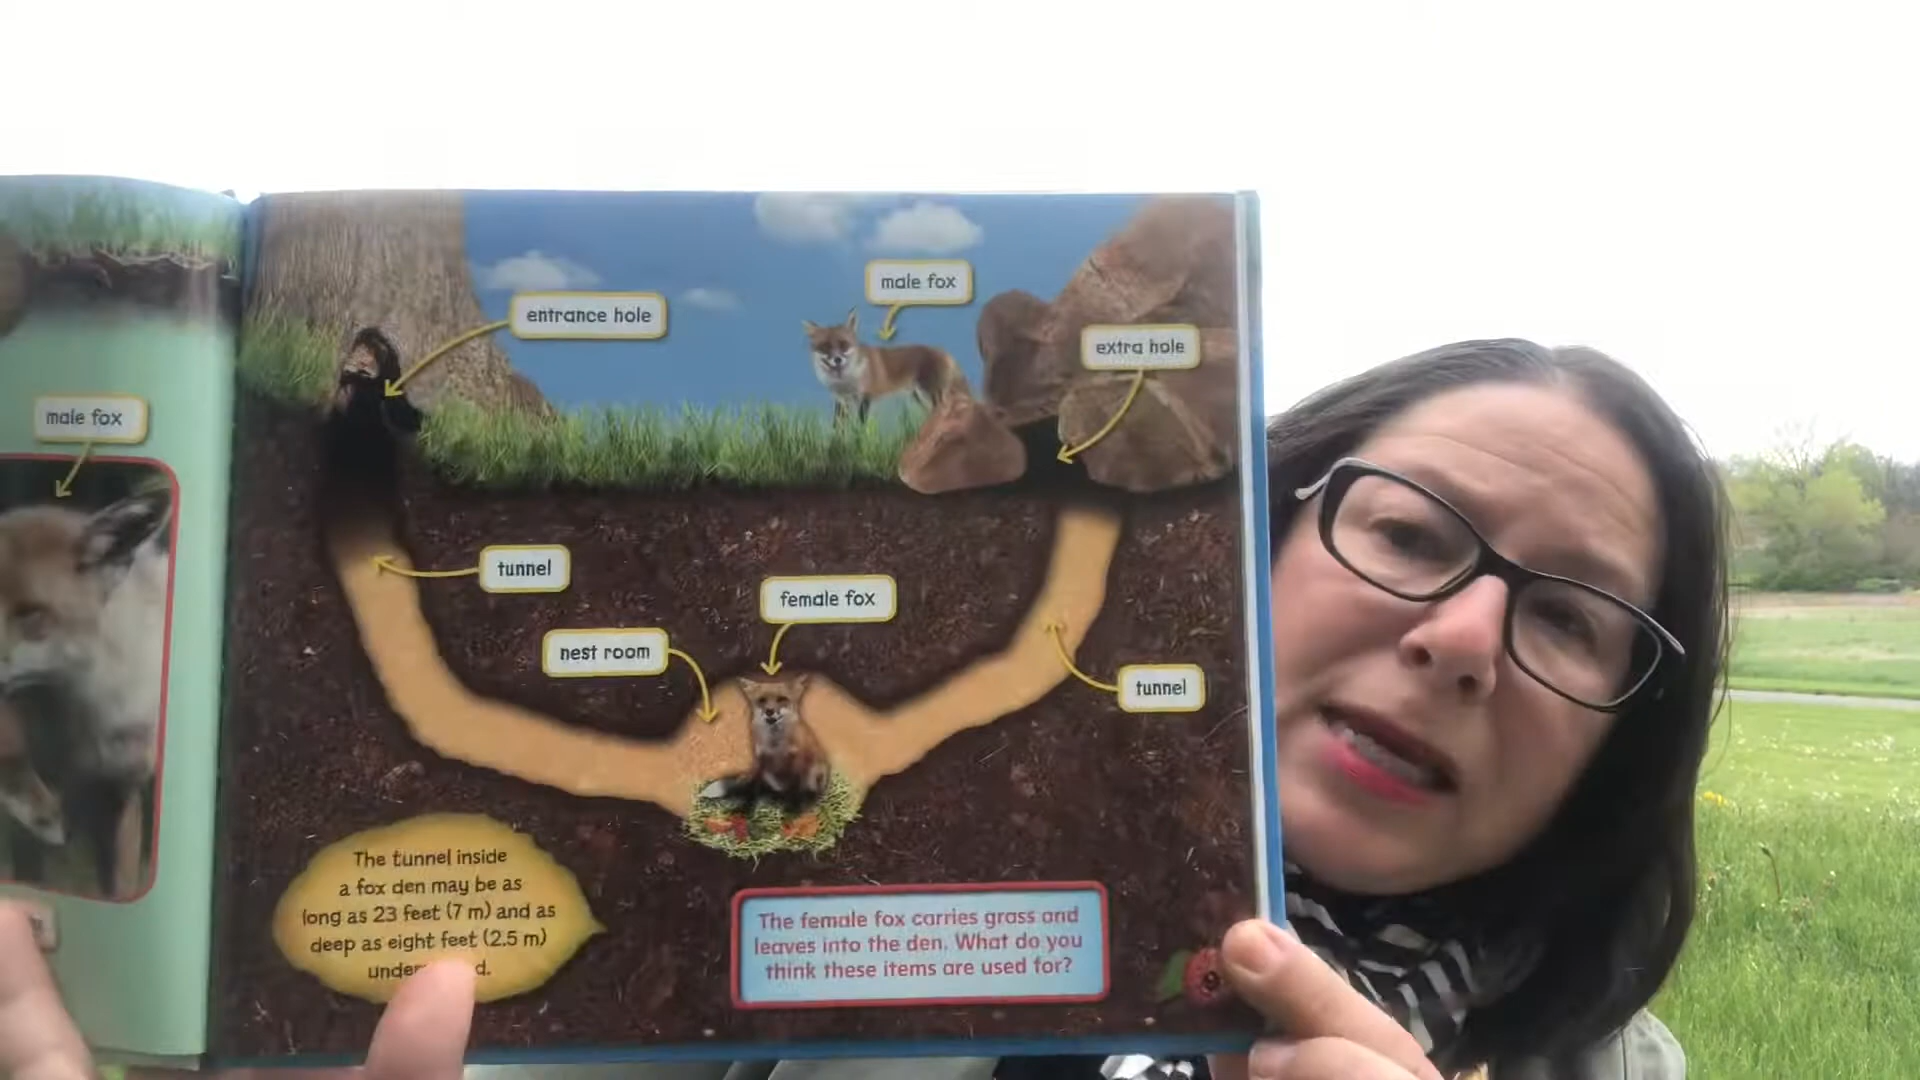 male fox
entrance hole
male fox
extra hole
tunnel
female fox
nest room
tunnel
The tunnel inside
a fox den may be as
long as 23 feet (7 m) and as
deep as eight feet (2.5 m)
The female fox carries grass and
leaves into the den. What do you
think these items are used for?